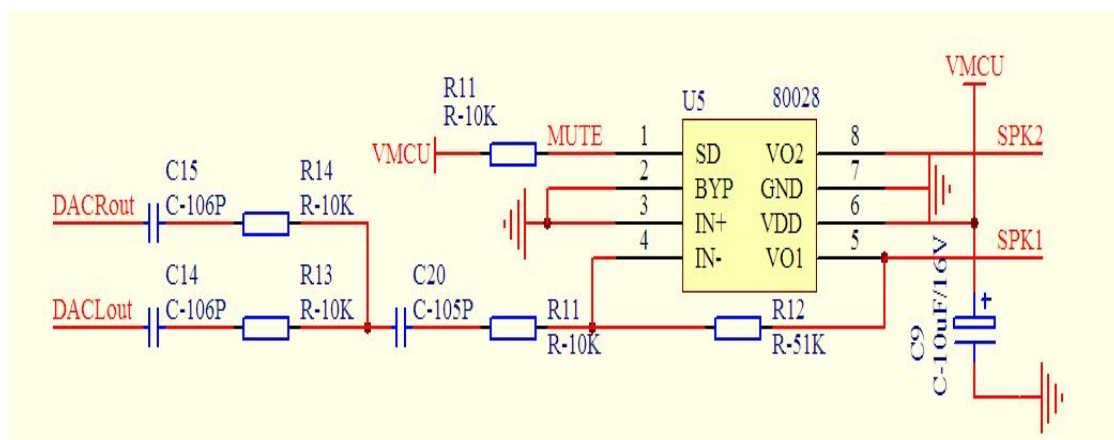 VMCU
R11
R-10K
MUTE
VMCU
U5
80028
1
SD
VO2
8
SPK2
2
BYP
GND
7
3
IN+
VDD
6
4
IN-
VO1
5
SPK1
C15
C-106P
R14
R-10K
DACRout
C14
C-106P
R13
R-10K
DACLout
C20
C-105P
R11
R-10K
R12
R-51K
+
C9
C-10uF/16V